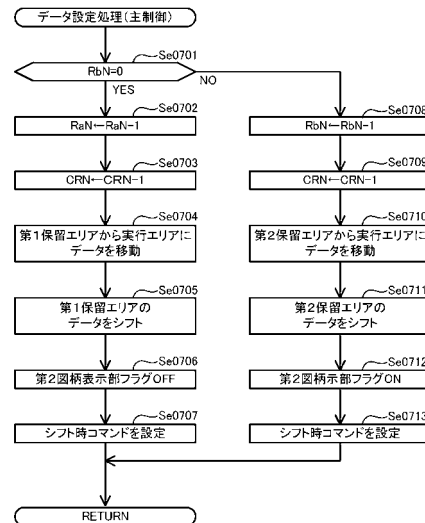 データ設定処理(主制御)
Se0701
RbN=0
YES
NO
Se0702
RaN←RaN-1
Se0703
CRN←CRN-1
Se0704
第1保留エリアから実行エリアに
データを移動
Se0705
第1保留エリアの
データをシフト
Se0706
第2図柄表示部フラグOFF
Se0707
シフト時コマンドを設定
Se0708
RbN←RbN-1
Se0709
CRN←CRN-1
Se0710
第2保留エリアから実行エリアに
データを移動
Se0711
第2保留エリアの
データをシフト
Se0712
第2図柄示部フラグON
Se0713
シフト時コマンドを設定
RETURN